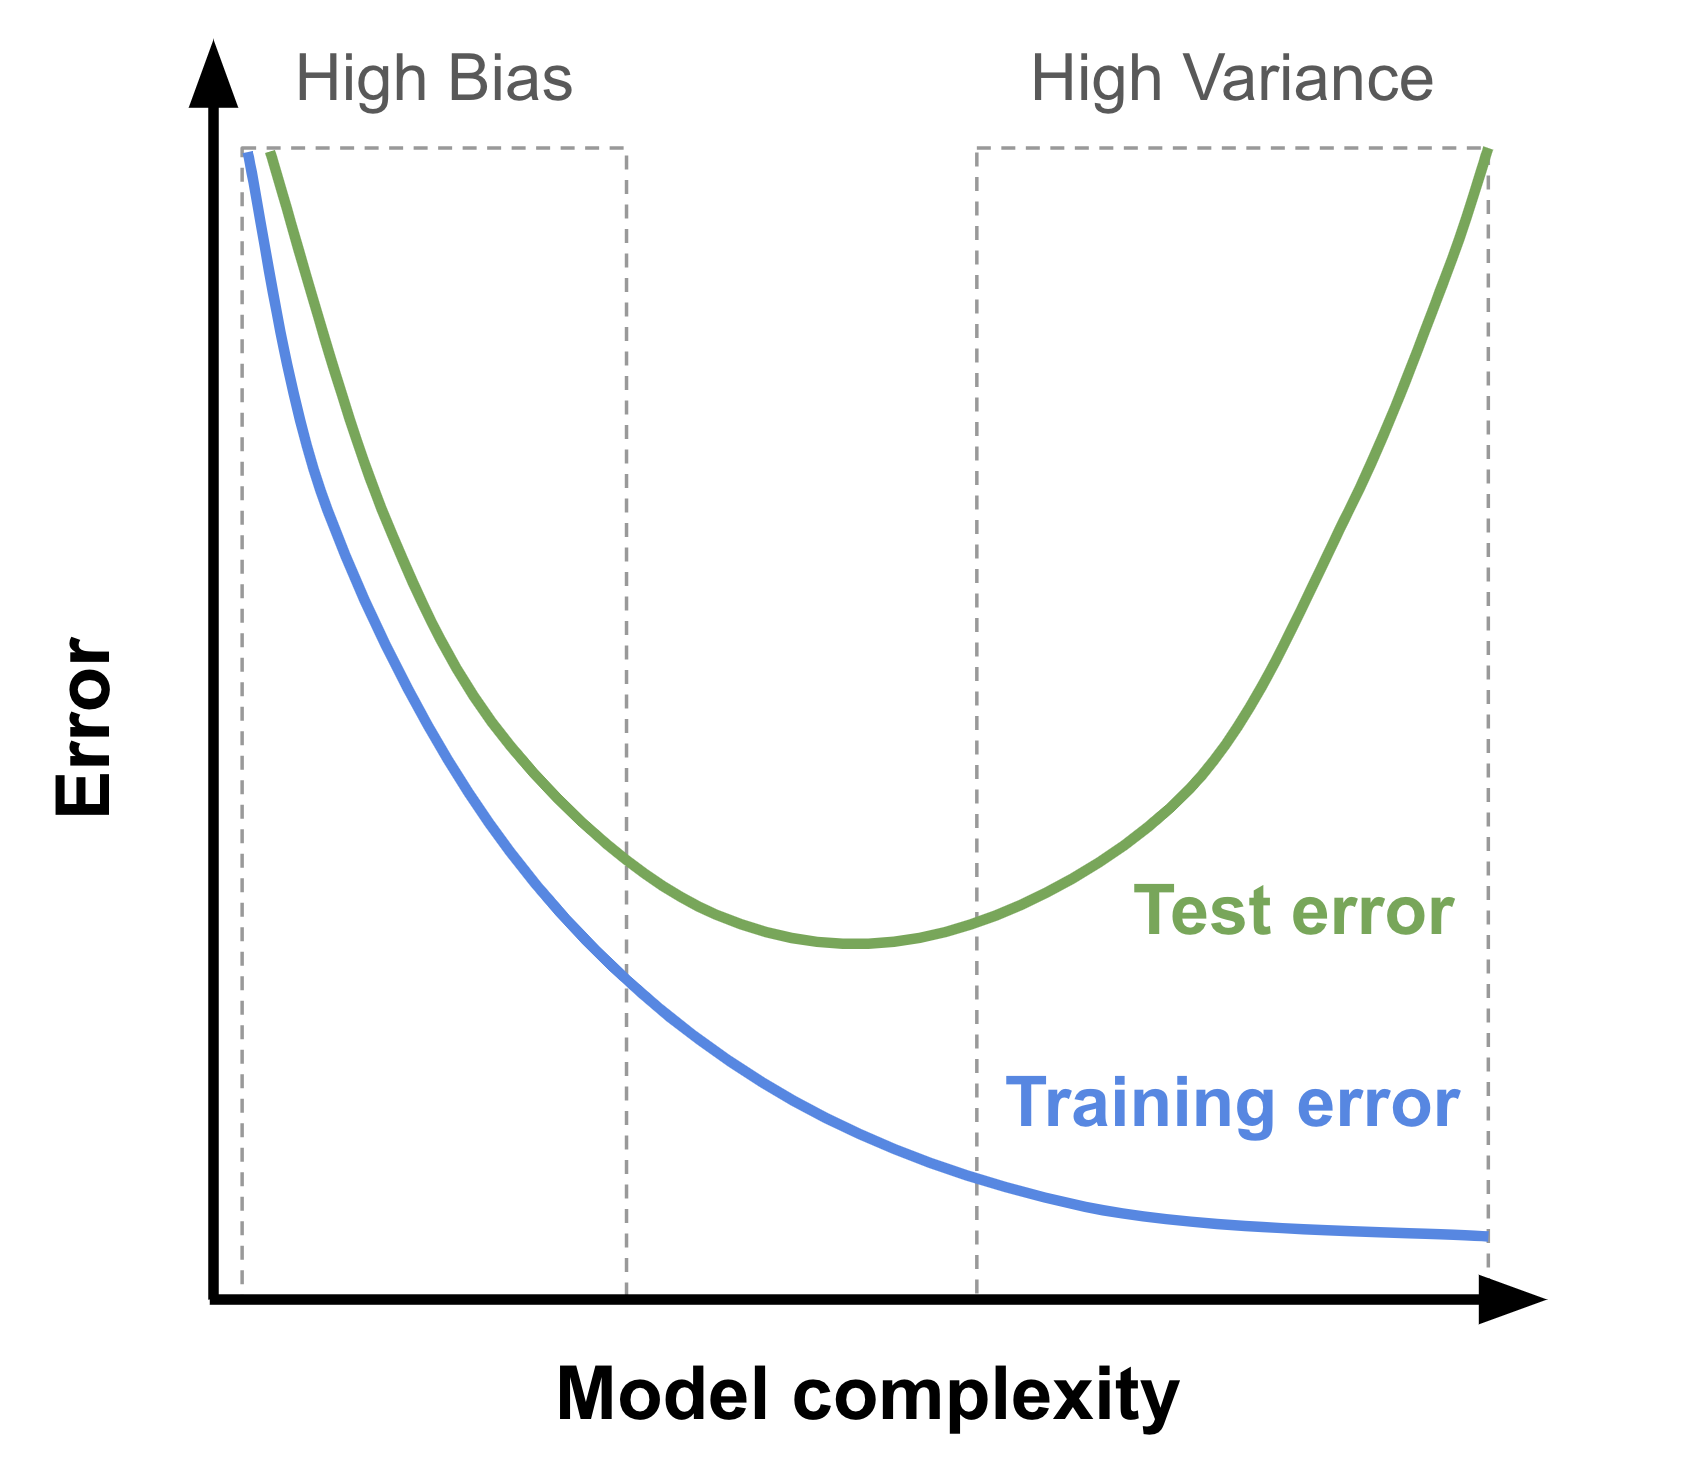 High Bias
High Variance
Error
Test error
Training error
Model complexity